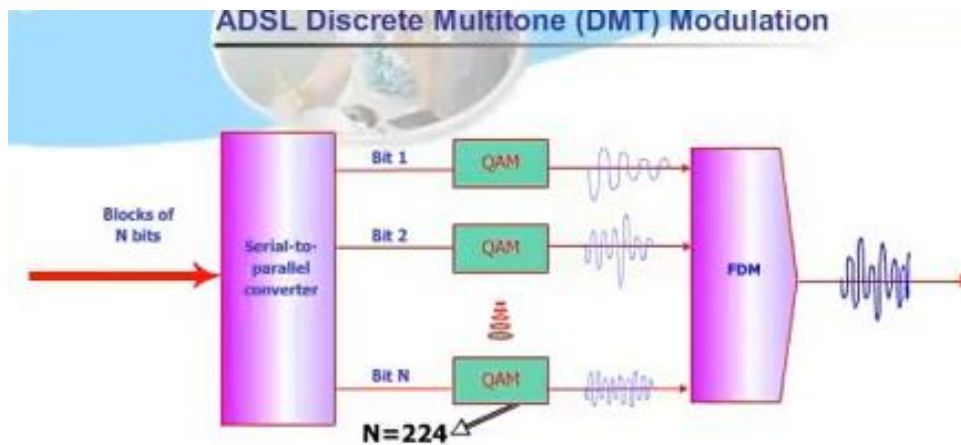 ADSL Discrete Multitone (DMT) Modulation
Blocks of
N bits
Serial-to-
parallel
converter
Bit 1
QAM
Bit 2
QAM
Bit N
QAM
N=224
FDM